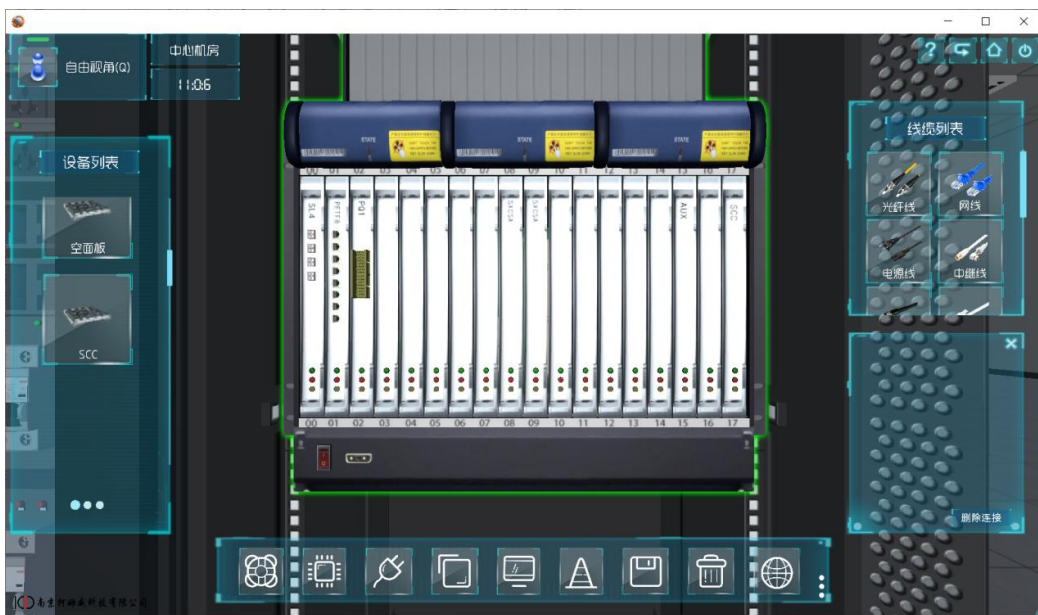 自由视角(Q)
中心机房
11:06
设备列表
空面板
SCC
STATE
STATE
STATE
00 01 02 03 04 05 06 07 08 09 10 11 12 13 14 15 16 17
SL4
PETF8
PQ1
SXCSA
SXCSA
AUX
SCC
00 01 02 03 04 05 06 07 08 09 10 11 12 13 14 15 16 17
线缆列表
光纤线
网线
电源线
中继线
删除连接